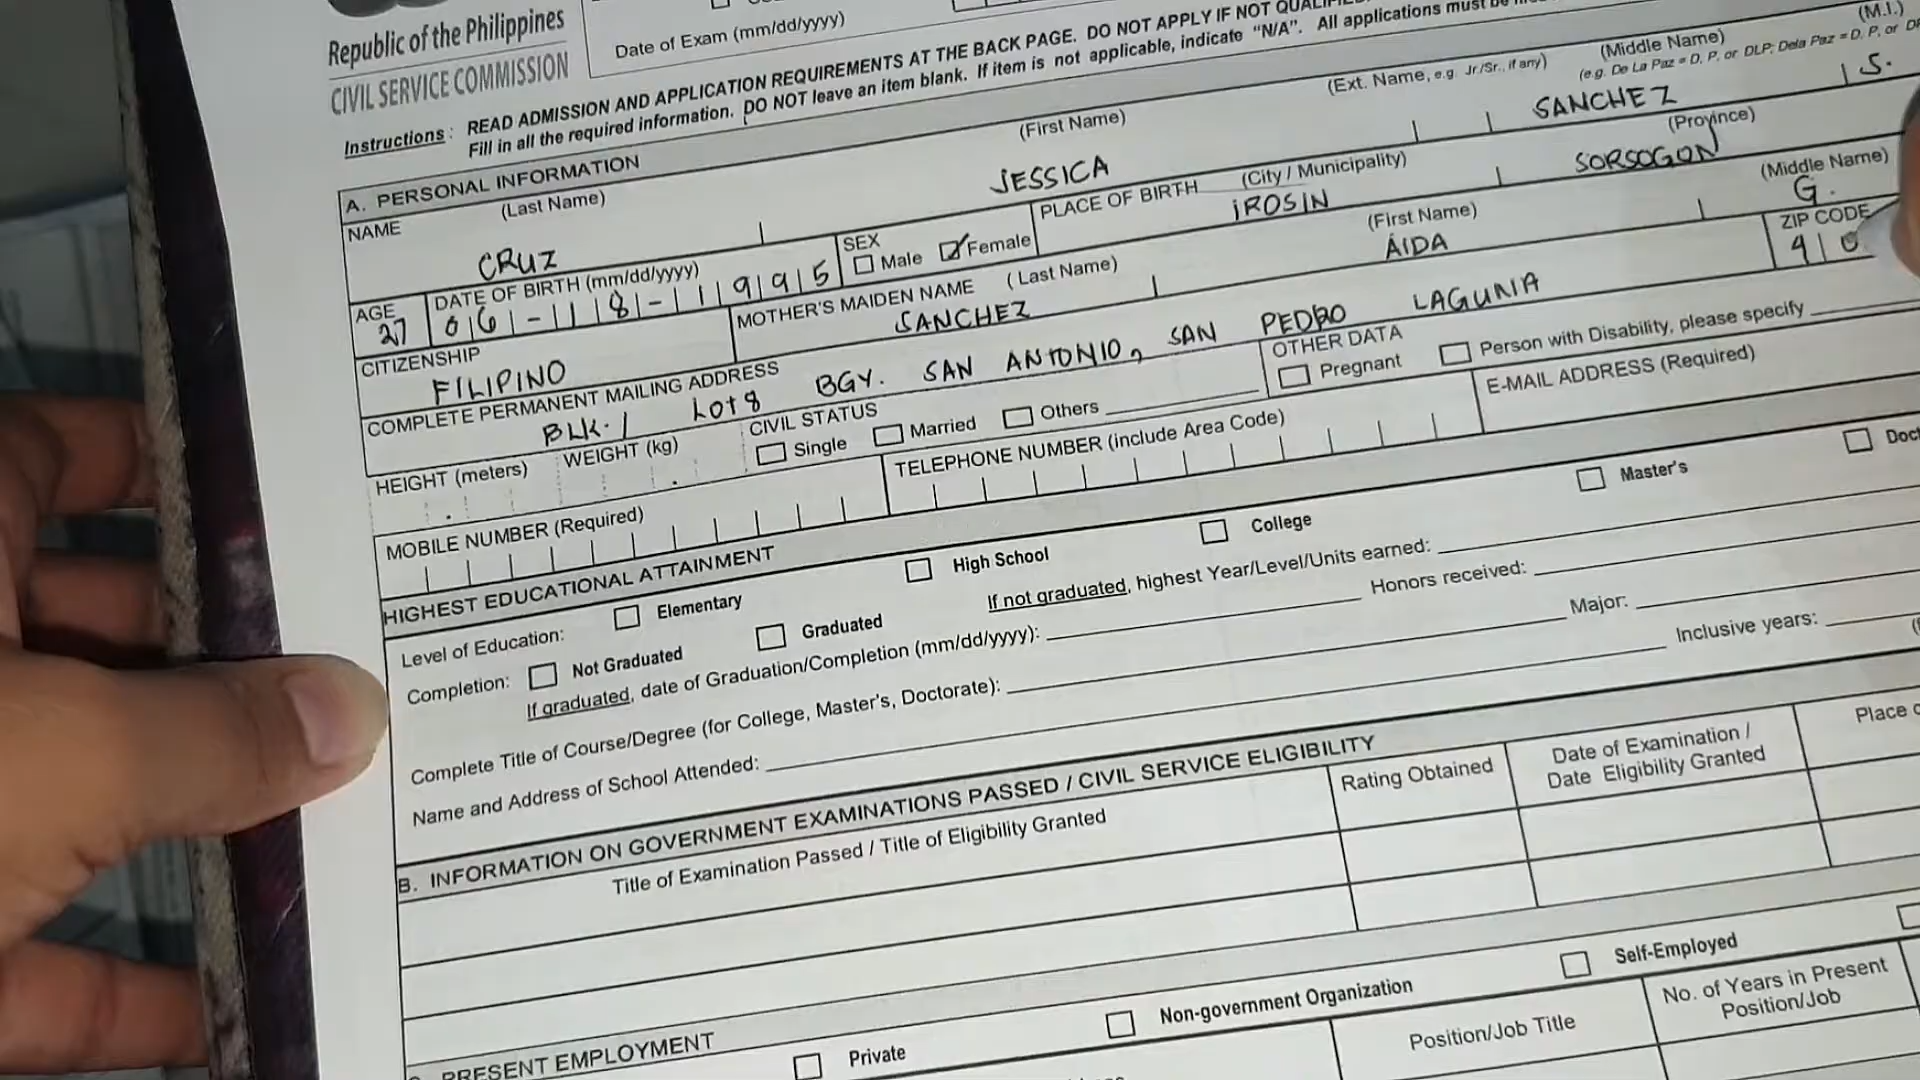 Republic of the Philippines
CIVIL SERVICE COMMISSION
Date of Exam (mm/dd/yyyy)
Instructions : READ ADMISSION AND APPLICATION REQUIREMENTS AT THE BACK PAGE. DO NOT APPLY IF NOT
Fill in all the required information. DO NOT leave an item blank. If item is not applicable, indicate "N/A". All applications must be
A. PERSONAL INFORMATION
NAME (Last Name) (First Name) (Ext. Name, e.g. Jr./Sr., if any) (Middle Name) (M.I.)
(e.g. De La Paz = D, P, or DLP; Dela Paz = D, P, or
CRUZ JESSICA SANCHEZ S.
AGE DATE OF BIRTH (mm/dd/yyyy) SEX PLACE OF BIRTH (City / Municipality) (Province)
27 06-18-1995 Male Female IROSIN SORSOGON
CITIZENSHIP MOTHER'S MAIDEN NAME (Last Name) (First Name) (Middle Name)
FILIPINO SANCHEZ AIDA G.
COMPLETE PERMANENT MAILING ADDRESS ZIP CODE
BLK. 1 Lot 8 BGY. SAN ANTONIO, SAN PEDRO LAGUNA
HEIGHT (meters) WEIGHT (kg) CIVIL STATUS OTHER DATA
Single Married Others Pregnant Person with Disability, please specify
MOBILE NUMBER (Required) TELEPHONE NUMBER (include Area Code) E-MAIL ADDRESS (Required)
HIGHEST EDUCATIONAL ATTAINMENT
Level of Education: Elementary High School College Master's
Completion: Not Graduated Graduated If not graduated, highest Year/Level/Units earned:
If graduated, date of Graduation/Completion (mm/dd/yyyy): Honors received:
Complete Title of Course/Degree (for College, Master's, Doctorate): Major:
Name and Address of School Attended: Inclusive years:
B. INFORMATION ON GOVERNMENT EXAMINATIONS PASSED / CIVIL SERVICE ELIGIBILITY
Title of Examination Passed / Title of Eligibility Granted Rating Obtained Date of Examination / Place
Date Eligibility Granted
PRESENT EMPLOYMENT Private Non-government Organization Self-Employed
Position/Job Title No. of Years in Present
Position/Job